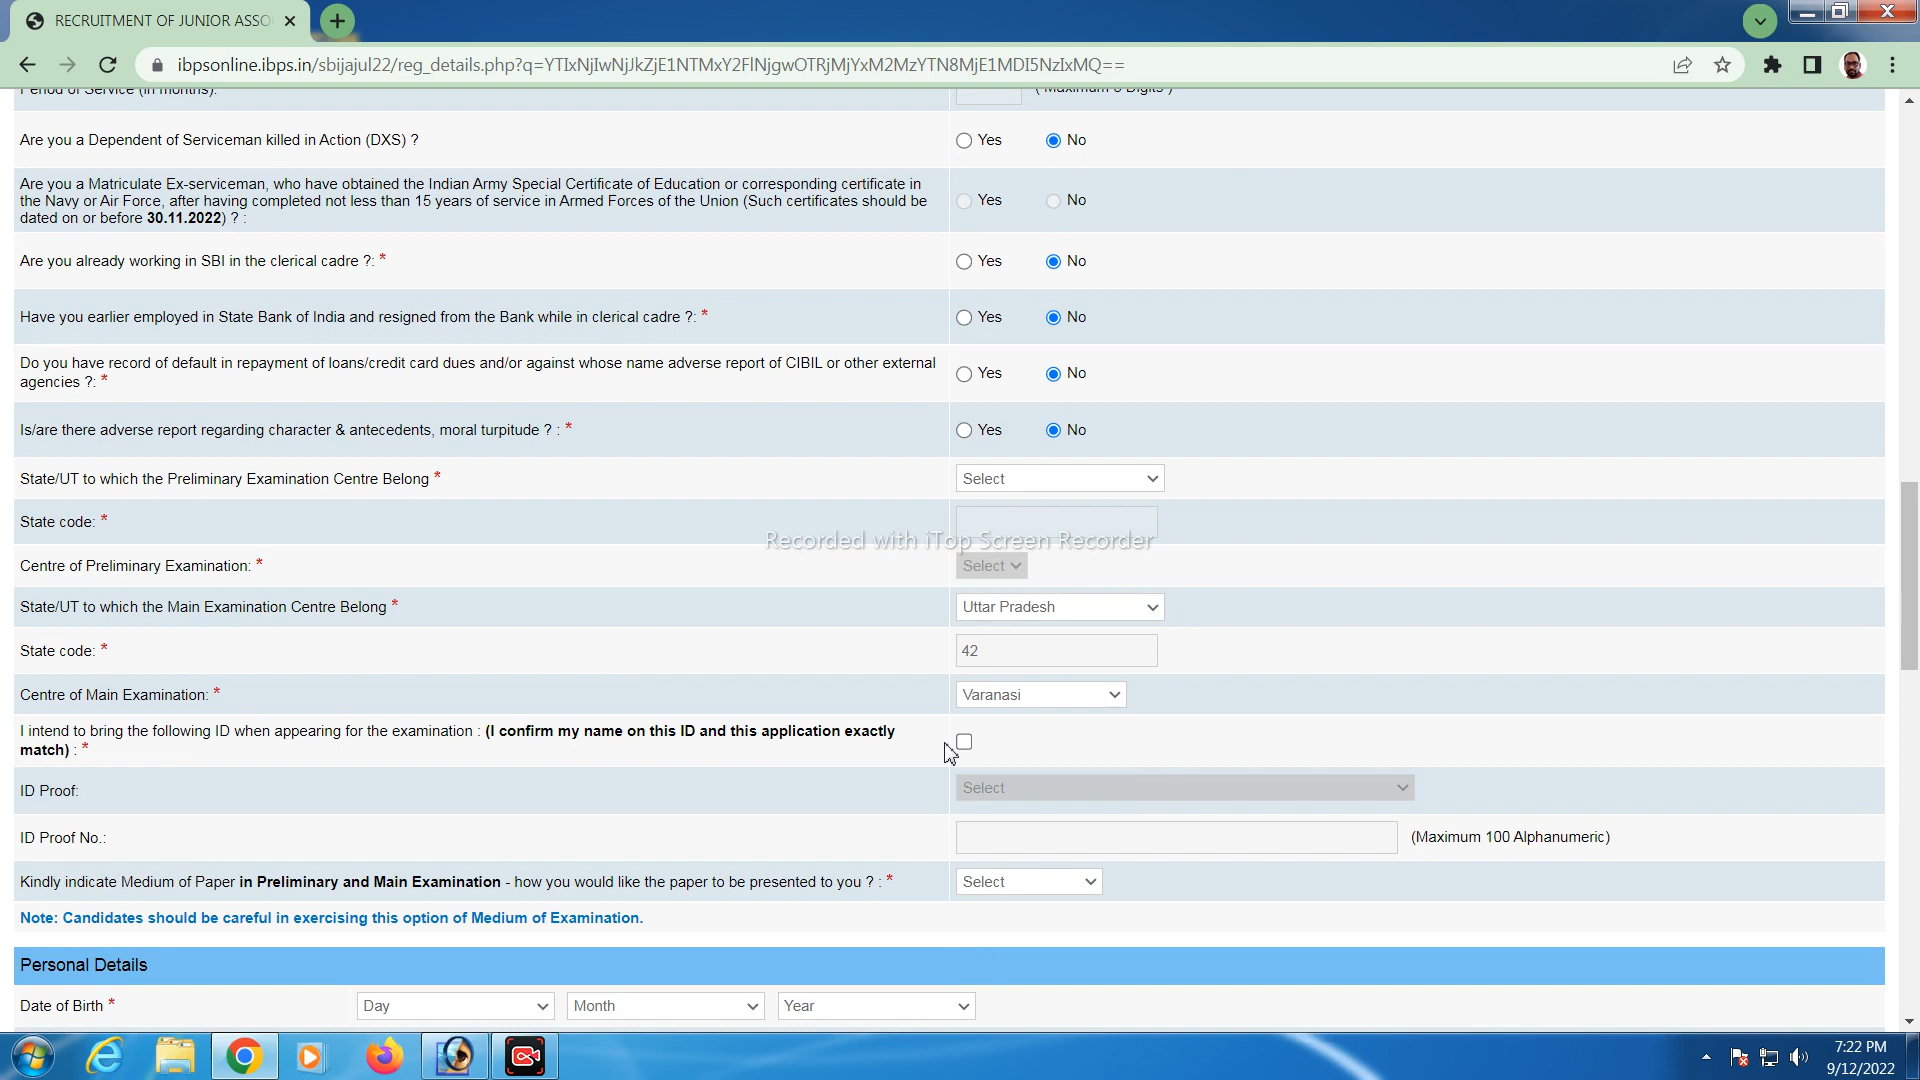 RECRUITMENT OF JUNIOR ASSO
ibpsonline.ibps.in/sbijajul22/reg_details.php?q=YTIxNjIwNjJkZjE1NTMxY2FlNjgwOTRjMjYxM2MzYTN8MjE1MDI5NzIxMQ==
Period of Service (in months):
( Maximum 3 Digits )
Are you a Dependent of Serviceman killed in Action (DXS) ? Yes No
Are you a Matriculate Ex-serviceman, who have obtained the Indian Army Special Certificate of Education or corresponding certificate in
the Navy or Air Force, after having completed not less than 15 years of service in Armed Forces of the Union (Such certificates should be Yes No
dated on or before 30.11.2022) ? :
Are you already working in SBI in the clerical cadre ?: * Yes No
Have you earlier employed in State Bank of India and resigned from the Bank while in clerical cadre ?: * Yes No
Do you have record of default in repayment of loans/credit card dues and/or against whose name adverse report of CIBIL or other external
agencies ?: * Yes No
Is/are there adverse report regarding character & antecedents, moral turpitude ? : * Yes No
State/UT to which the Preliminary Examination Centre Belong * Select
State code: *
Recorded with iTop Screen Recorder
Centre of Preliminary Examination: * Select
State/UT to which the Main Examination Centre Belong * Uttar Pradesh
State code: * 42
Centre of Main Examination: * Varanasi
I intend to bring the following ID when appearing for the examination : (I confirm my name on this ID and this application exactly
match) : *
ID Proof: Select
ID Proof No.: (Maximum 100 Alphanumeric)
Kindly indicate Medium of Paper in Preliminary and Main Examination - how you would like the paper to be presented to you ? : * Select
Note: Candidates should be careful in exercising this option of Medium of Examination.
Personal Details
Date of Birth * Day Month Year
7:22 PM
9/12/2022